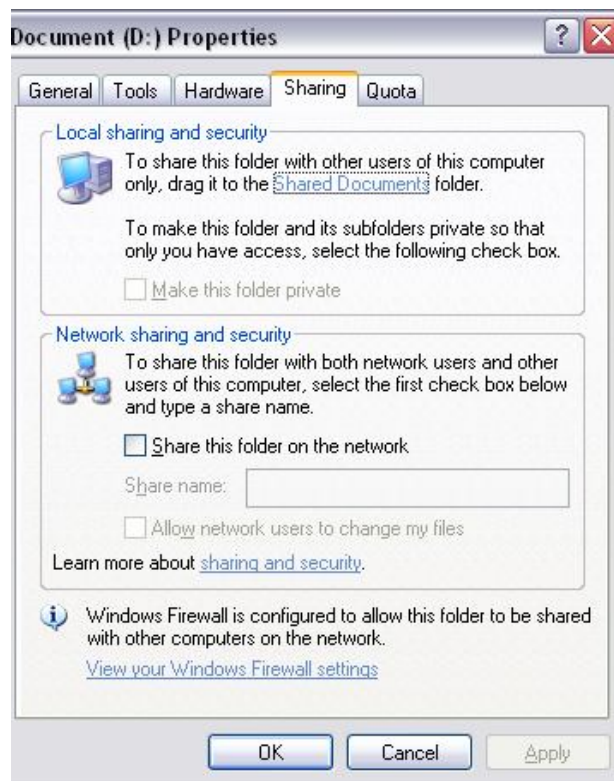 Document (D:) Properties
General Tools Hardware Sharing Quota
Local sharing and security
To share this folder with other users of this computer
only, drag it to the Shared Documents folder.
To make this folder and its subfolders private so that
only you have access, select the following check box.
Make this folder private
Network sharing and security
To share this folder with both network users and other
users of this computer, select the first check box below
and type a share name.
Share this folder on the network
Share name:
Allow network users to change my files
Learn more about sharing and security.
Windows Firewall is configured to allow this folder to be shared
with other computers on the network.
View your Windows Firewall settings
OK Cancel Apply